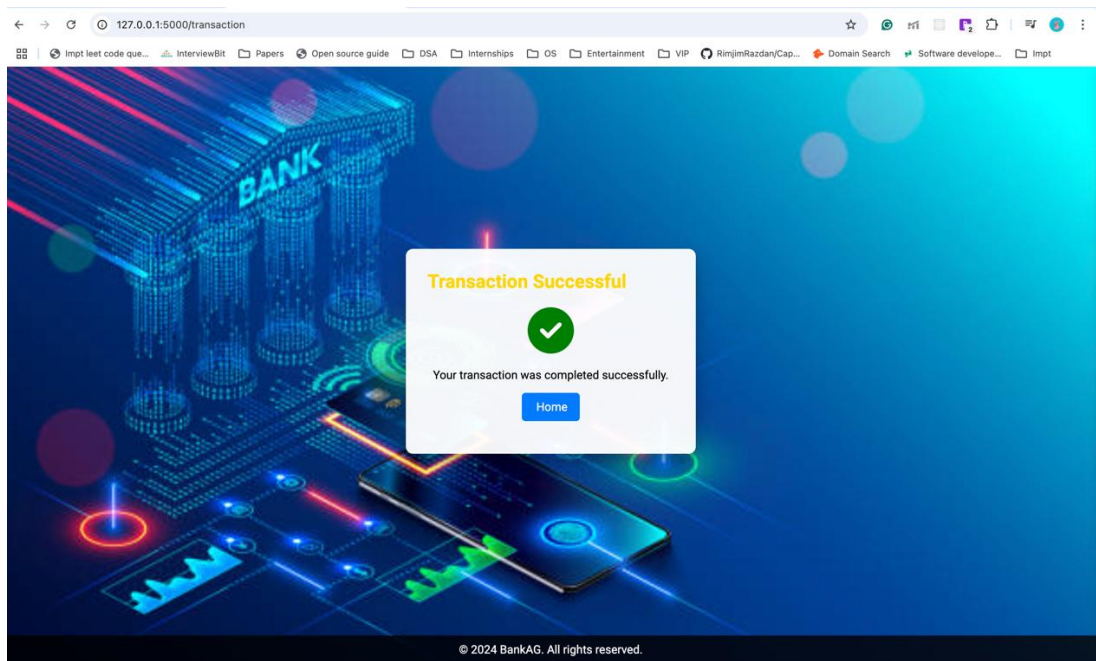 127.0.0.1:5000/transaction
Impt leet code que... InterviewBit Papers Open source guide DSA Internships OS Entertainment VIP RimjimRazdan/Cap... Domain Search Software develope... Impt
BANK
Transaction Successful
Your transaction was completed successfully.
Home
© 2024 BankAG. All rights reserved.